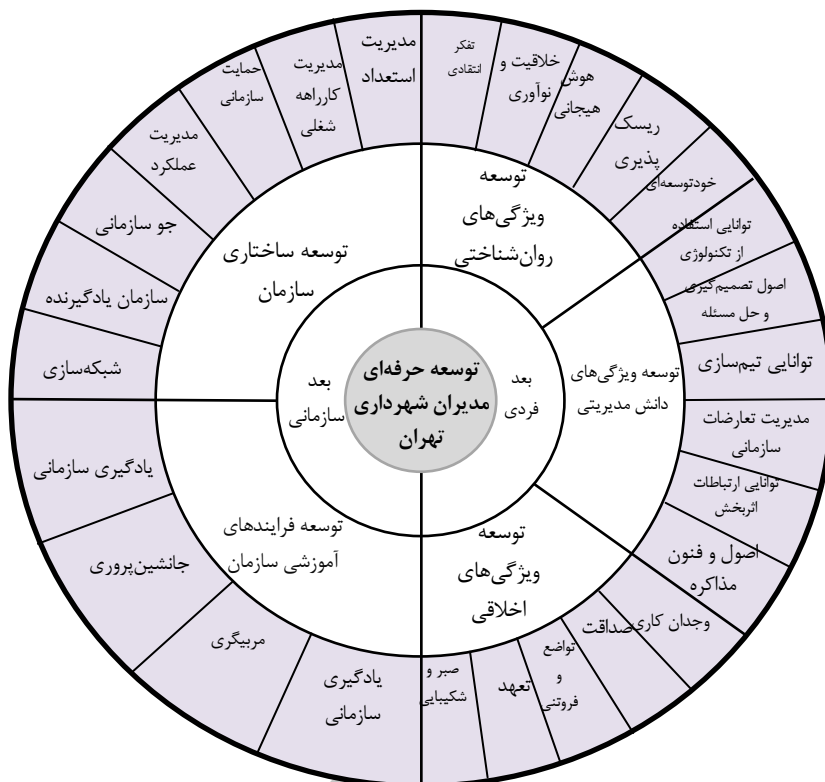 توسعه حرفه‌ای
مدیران شهرداری
تهران
بعد
فردی
بعد
سازمانی
توسعه
ویژگی‌های
روان‌شناختی
توسعه ویژگی‌های
دانش مدیریتی
توسعه
ویژگی‌های
اخلاقی
توسعه فرایندهای
آموزشی سازمان
توسعه ساختاری
سازمان
تفکر
انتقادی
خلاقیت و
نوآوری
هوش
هیجانی
ریسک
پذیری
خودتوسعه‌ای
توانایی استفاده
از تکنولوژی
اصول تصمیم‌گیری
و حل مسئله
توانایی تیم‌سازی
مدیریت تعارضات
سازمانی
توانایی ارتباطات
اثربخش
اصول و فنون
مذاکره
وجدان کاری
صداقت
تواضع
و
فروتنی
تعهد
صبر و
شکیبایی
یادگیری
سازمانی
مربیگری
جانشین‌پروری
یادگیری سازمانی
شبکه‌سازی
سازمان یادگیرنده
جو سازمانی
مدیریت
عملکرد
حمایت
سازمانی
مدیریت
کارراهه
شغلی
مدیریت
استعداد